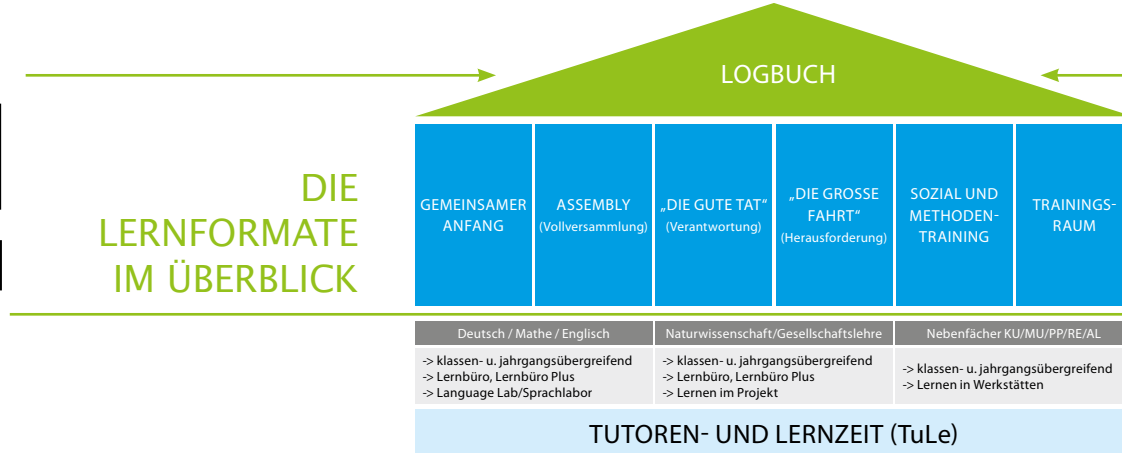 LOGBUCH
DIE
LERNFORMATE
IM ÜBERBLICK
GEMEINSAMER
ANFANG
ASSEMBLY
(Vollversammlung)
„DIE GUTE TAT“
(Verantwortung)
„DIE GROSSE
FAHRT“
(Herausforderung)
SOZIAL UND
METHODEN-
TRAINING
TRAININGS-
RAUM
Deutsch / Mathe / Englisch
-> klassen- u. jahrgangsübergreifend
-> Lernbüro, Lernbüro Plus
-> Language Lab/Sprachlabor
Naturwissenschaft/Gesellschaftslehre
-> klassen- u. jahrgangsübergreifend
-> Lernbüro, Lernbüro Plus
-> Lernen im Projekt
Nebenfächer KU/MU/PP/RE/AL
-> klassen- u. jahrgangsübergreifend
-> Lernen in Werkstätten
TUTOREN- UND LERNZEIT (TuLe)